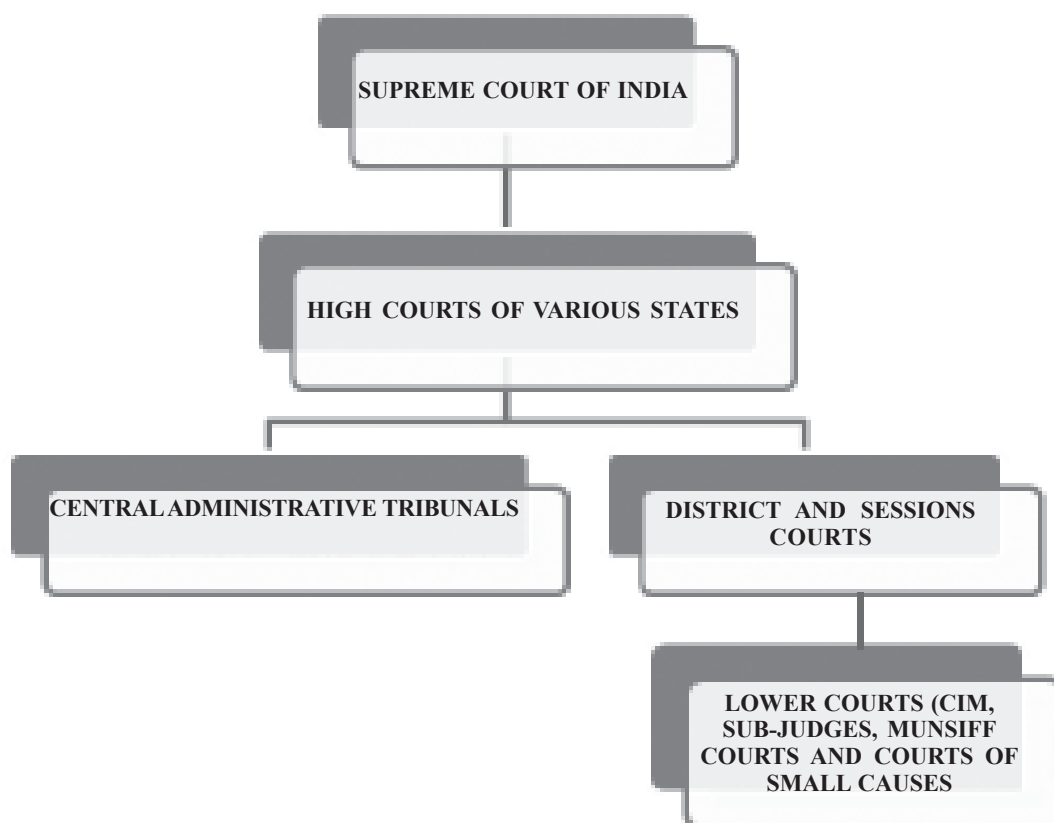 SUPREME COURT OF INDIA
HIGH COURTS OF VARIOUS STATES
CENTRAL ADMINISTRATIVE TRIBUNALS
DISTRICT AND SESSIONS
COURTS
LOWER COURTS (CIM,
SUB-JUDGES, MUNSIFF
COURTS AND COURTS OF
SMALL CAUSES